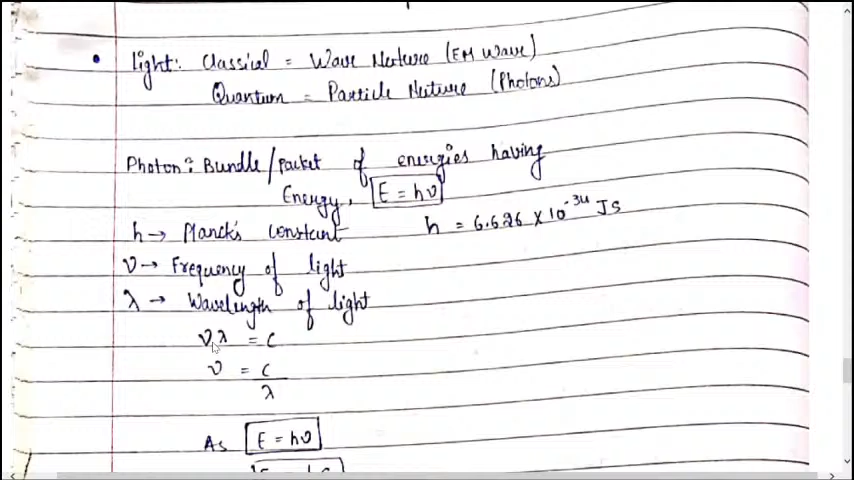 • Light: Classical = Wave Nature (EM Wave)
Quantum = Particle Nature (Photons)
Photon: Bundle/Packet of energies having
Energy, E = hν
h → Planck's constant h = 6.626 × 10⁻³⁴ JS
ν → Frequency of light
λ → Wavelength of light
νλ = C
ν = C/λ
As E = hν